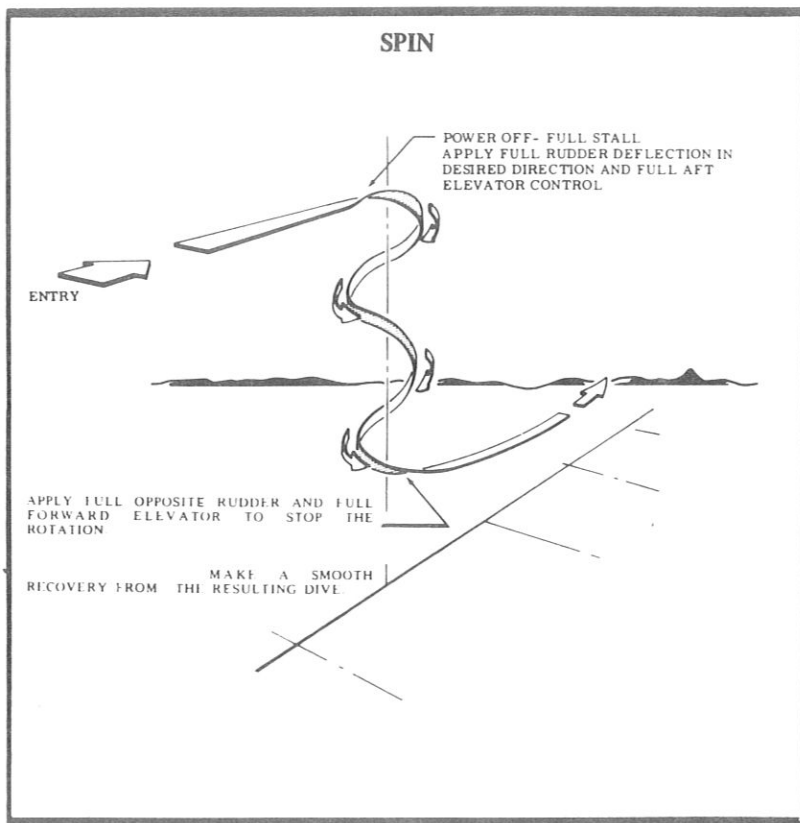 SPIN
POWER OFF- FULL STALL
APPLY FULL RUDDER DEFLECTION IN
DESIRED DIRECTION AND FULL AFT
ELEVATOR CONTROL
ENTRY
APPLY FULL OPPOSITE RUDDER AND FULL
FORWARD ELEVATOR TO STOP THE
ROTATION
MAKE A SMOOTH
RECOVERY FROM THE RESULTING DIVE.